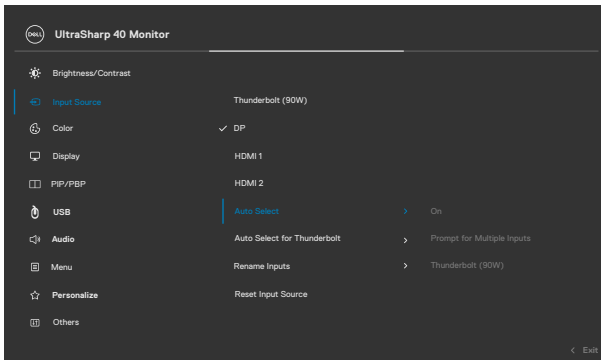 DELL UltraSharp 40 Monitor
Brightness/Contrast
Input Source Thunderbolt (90W)
Color DP
Display HDMI 1
PIP/PBP HDMI 2
USB Auto Select On
Audio Auto Select for Thunderbolt Prompt for Multiple Inputs
Menu Rename Inputs Thunderbolt (90W)
Personalize Reset Input Source
Others
Exit